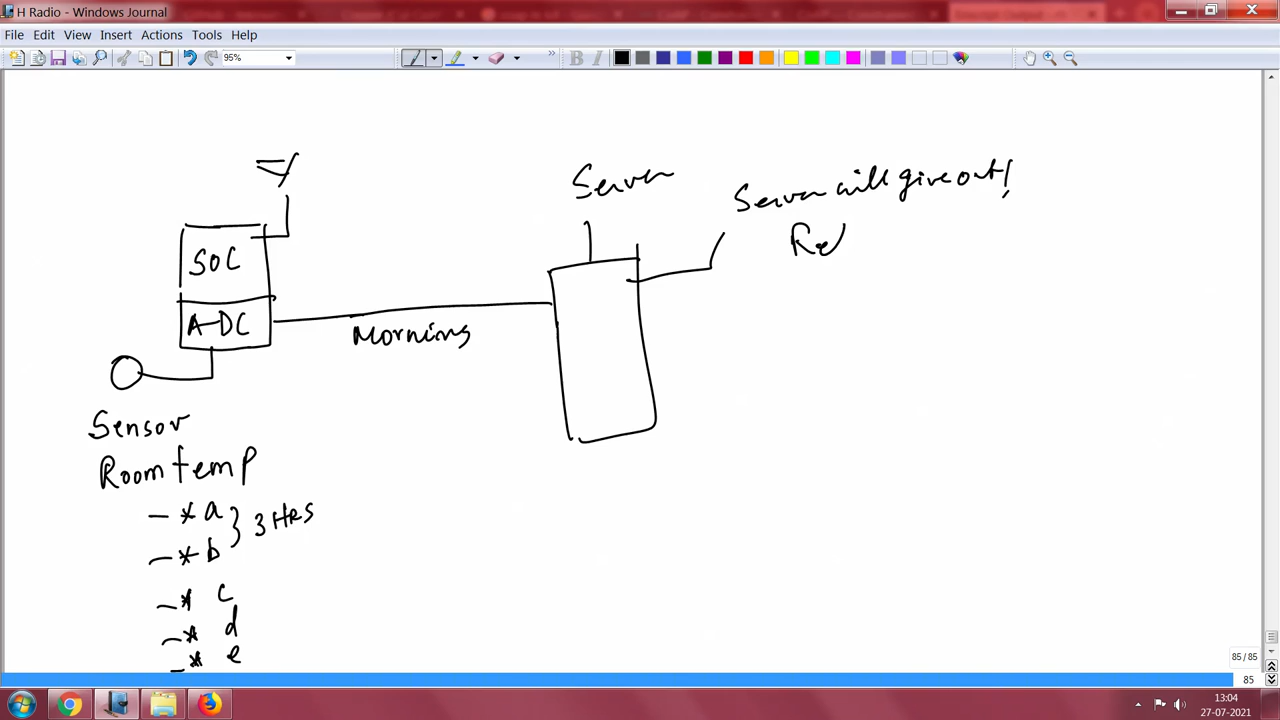 H Radio - Windows Journal
File Edit View Insert Actions Tools Help
95%
B I
Server
Server will give out!
Re
SOC
A-DC
Morning
Sensor
Room temp
- * a
- * b
} 3 HRS
- * c
- * d
- * e
85 / 85
85
13:04
27-07-2021